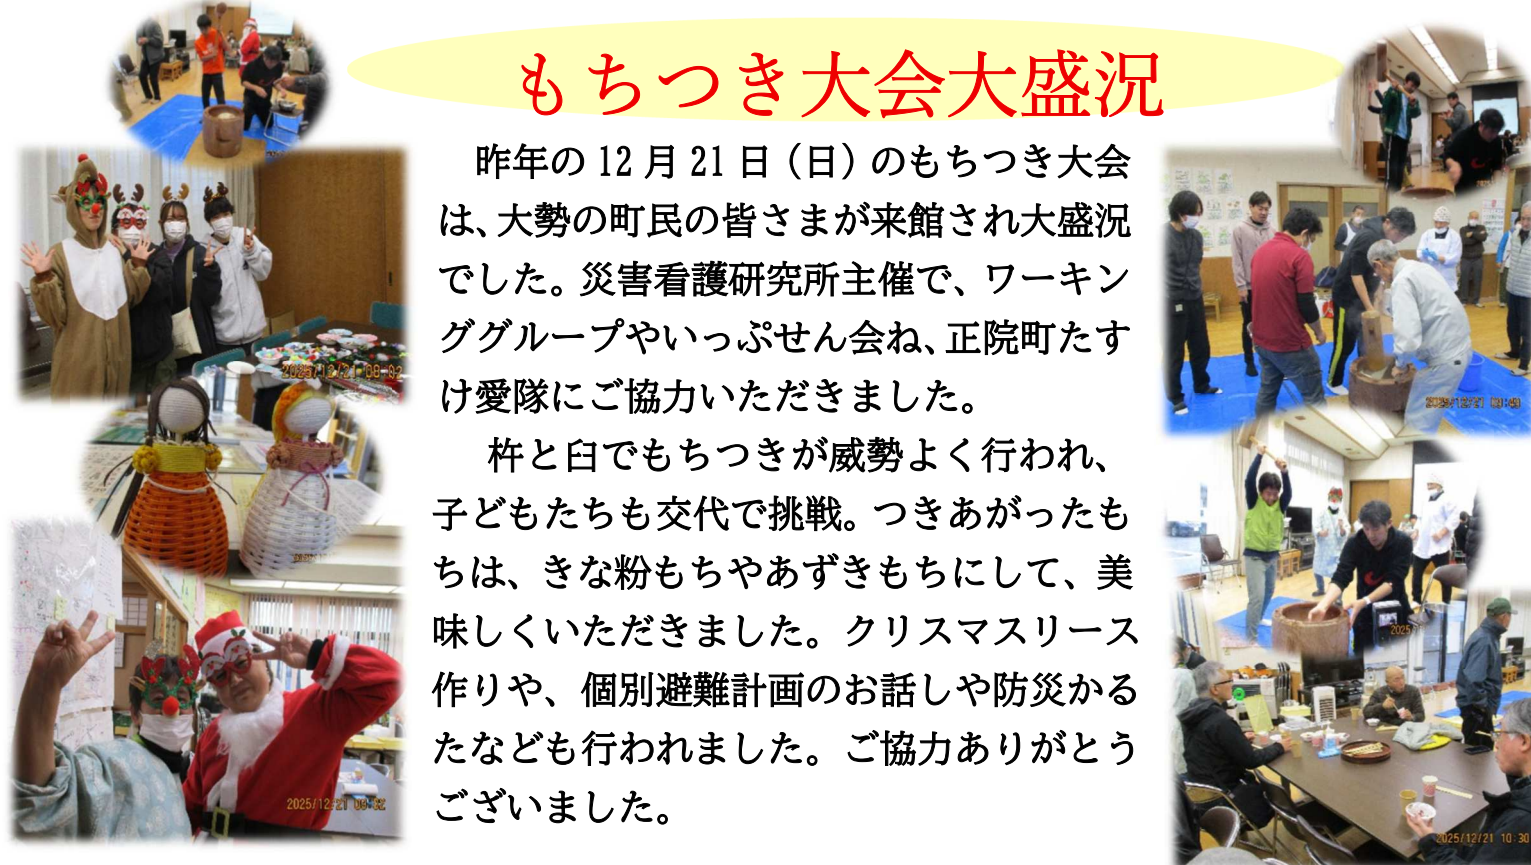 もちつき大会大盛況
昨年の 12 月 21 日（日）のもちつき大会
は、大勢の町民の皆さまが来館され大盛況
でした。災害看護研究所主催で、ワーキン
ググループやいっぷせん会ね、正院町たす
け愛隊にご協力いただきました。
杵と臼でもちつきが威勢よく行われ、
子どもたちも交代で挑戦。つきあがったも
ちは、きな粉もちやあずきもちにして、美
味しくいただきました。クリスマスリース
作りや、個別避難計画のお話しや防災かる
たなども行われました。ご協力ありがとう
ございました。
2025/12/21 08:02
2025/12/21
2025/12/21 10:30